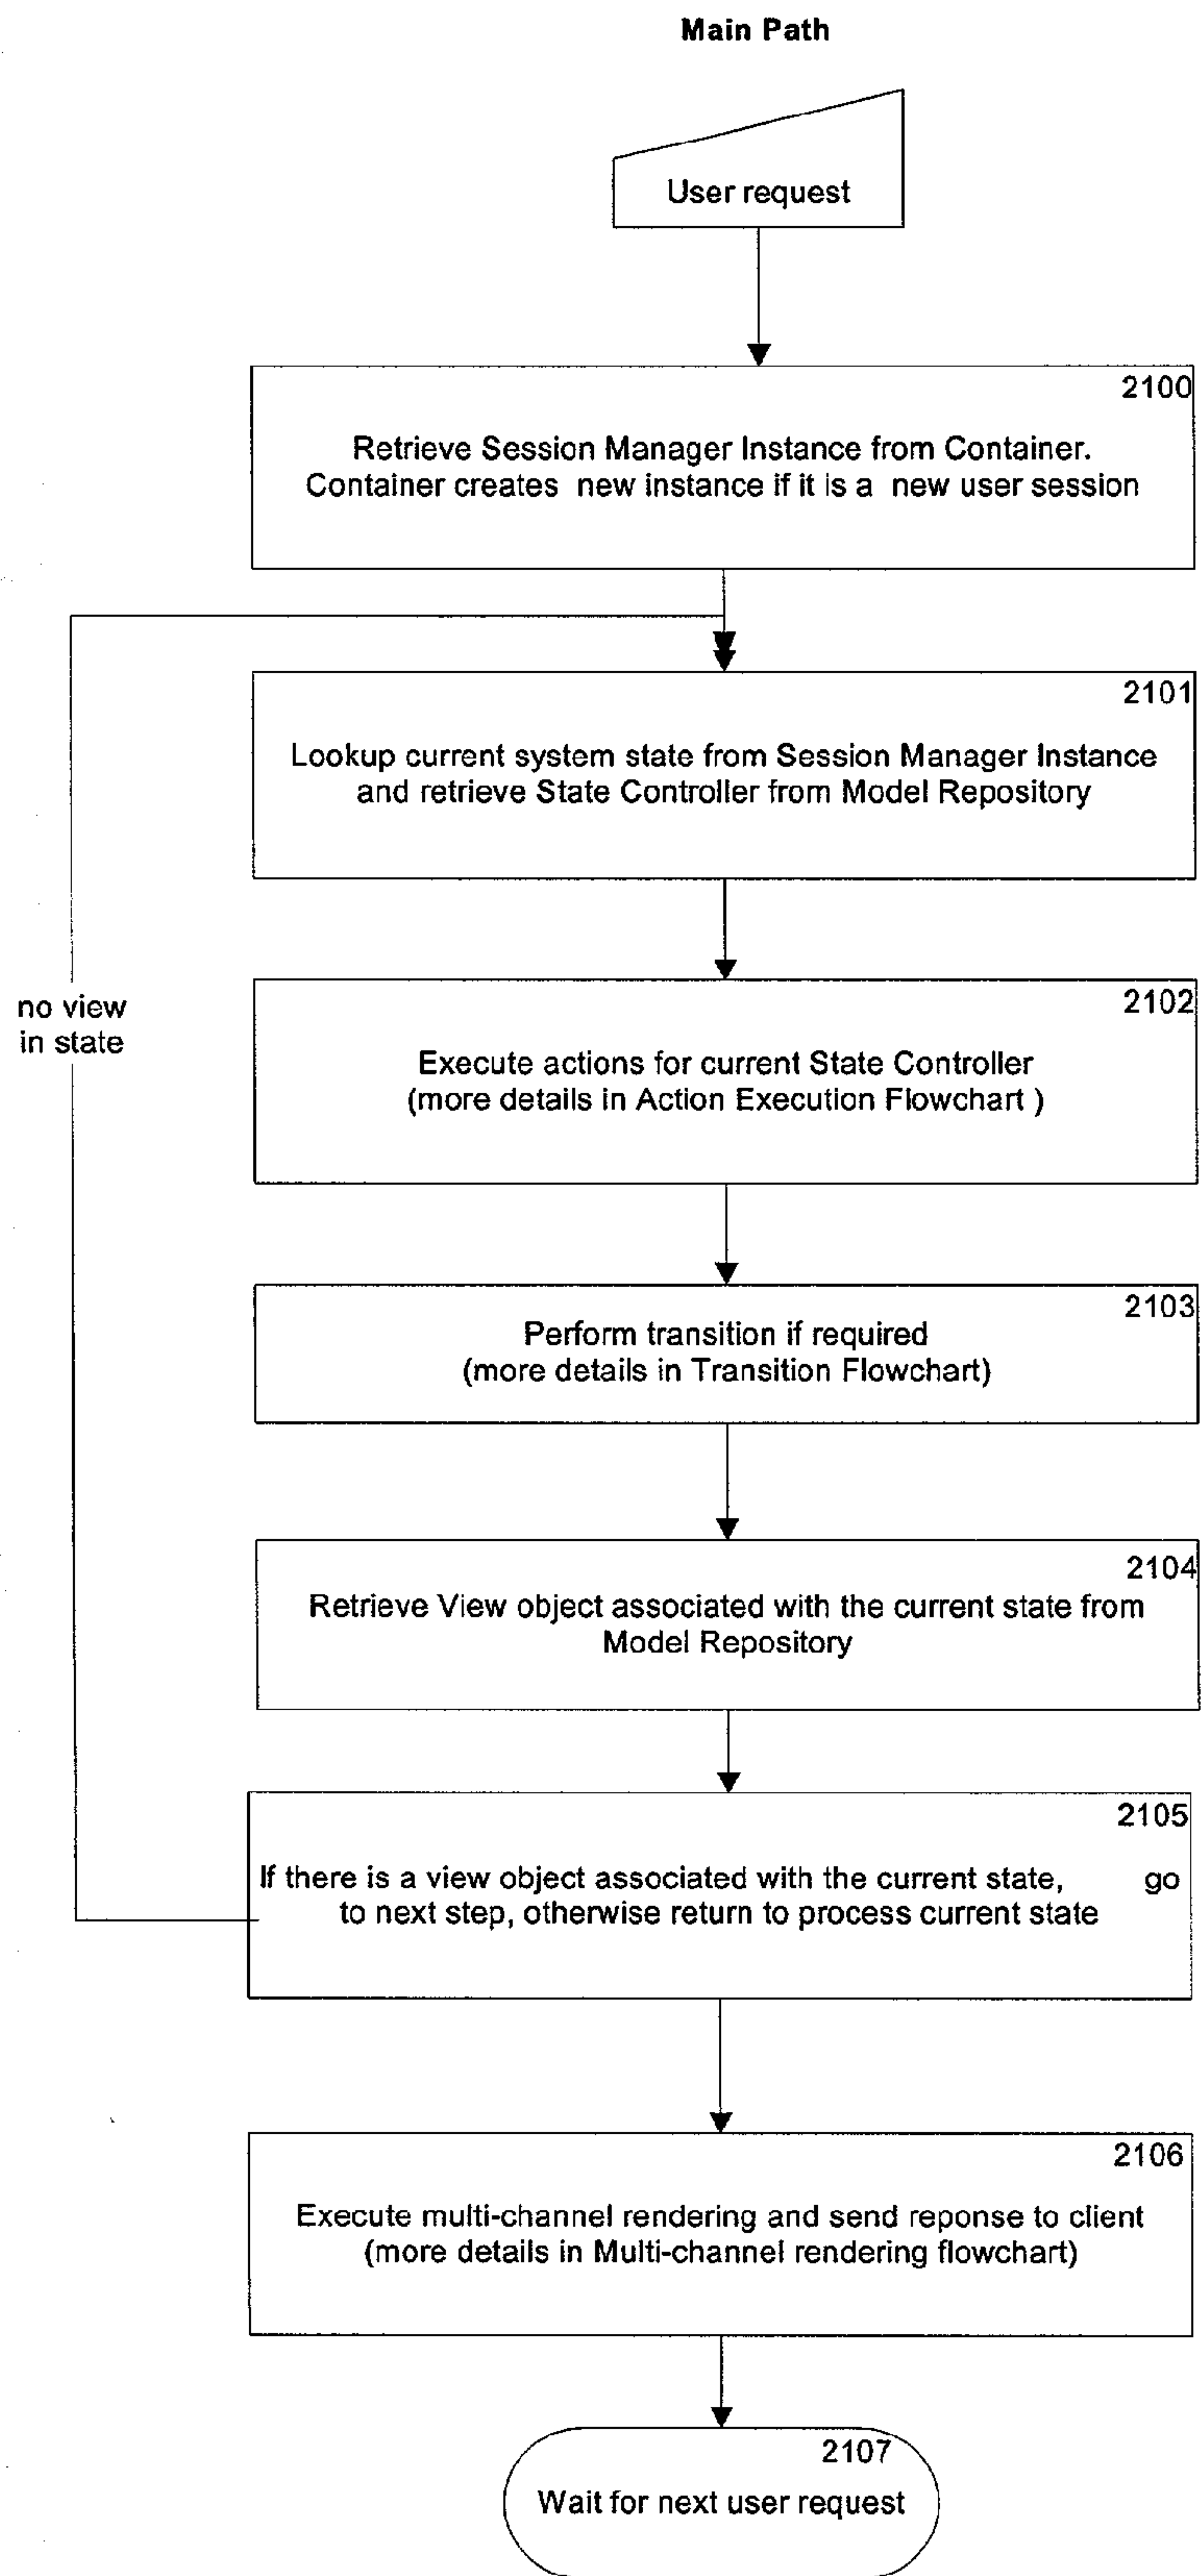 Main Path
User request
2100
Retrieve Session Manager Instance from Container.
Container creates new instance if it is a new user session
2101
Lookup current system state from Session Manager Instance
and retrieve State Controller from Model Repository
no view
in state
2102
Execute actions for current State Controller
(more details in Action Execution Flowchart )
2103
Perform transition if required
(more details in Transition Flowchart)
2104
Retrieve View object associated with the current state from
Model Repository
2105
If there is a view object associated with the current state, go
to next step, otherwise return to process current state
2106
Execute multi-channel rendering and send reponse to client
(more details in Multi-channel rendering flowchart)
2107
Wait for next user request